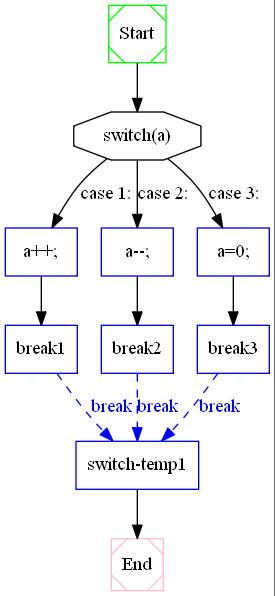 Start
switch(a)
case 1: case 2: case 3:
a++; a--; a=0;
break1 break2 break3
break break break
switch-temp1
End